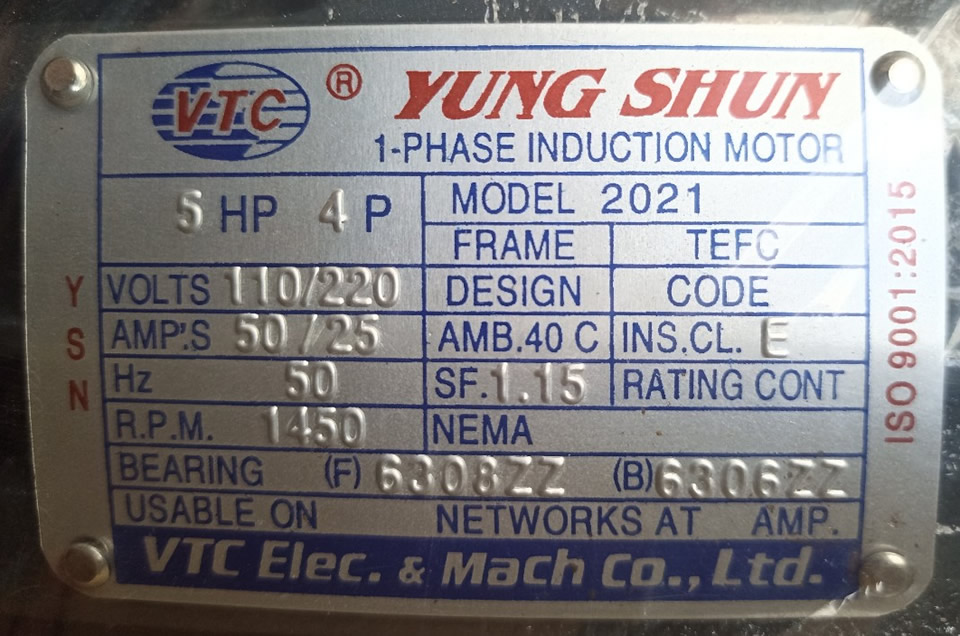 VTC ® YUNG SHUN
1-PHASE INDUCTION MOTOR
5 HP 4 P
MODEL 2021
FRAME TEFC
VOLTS 110/220 DESIGN CODE
AMP'.S 50/25 AMB.40 C INS.CL. E
Hz 50 SF.1.15 RATING CONT
R.P.M. 1450 NEMA
BEARING (F) 6308ZZ (B) 6306ZZ
USABLE ON NETWORKS AT AMP.
VTC Elec. & Mach Co., Ltd.
YSN
ISO 9001:2015